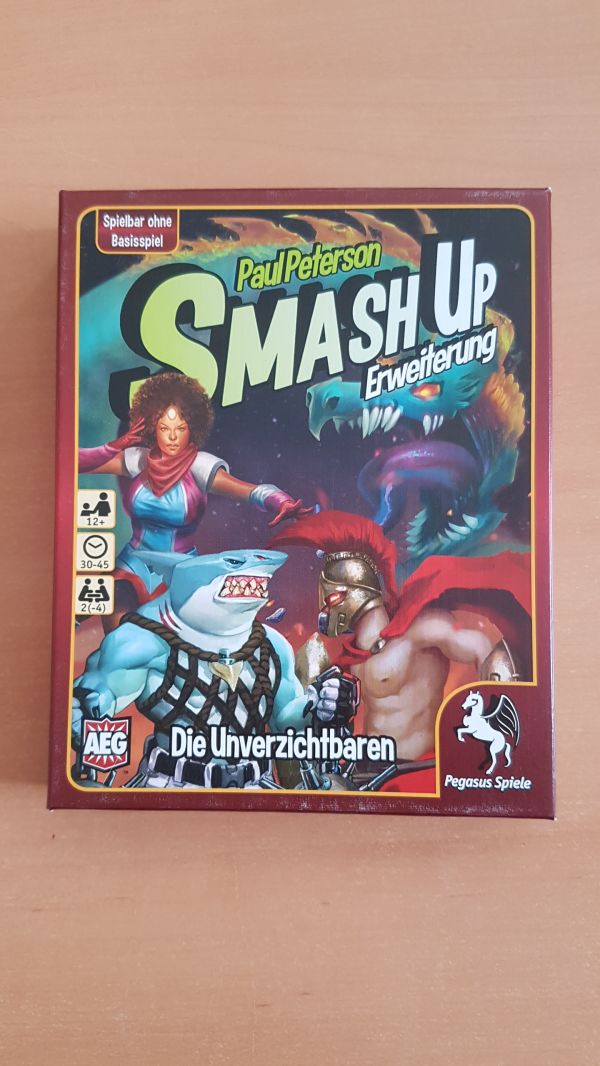 Spielbar ohne
Basisspiel
Paul Peterson
SMASH UP
Erweiterung
12+
30-45
2(-4)
AEG
Die Unverzichtbaren
Pegasus Spiele